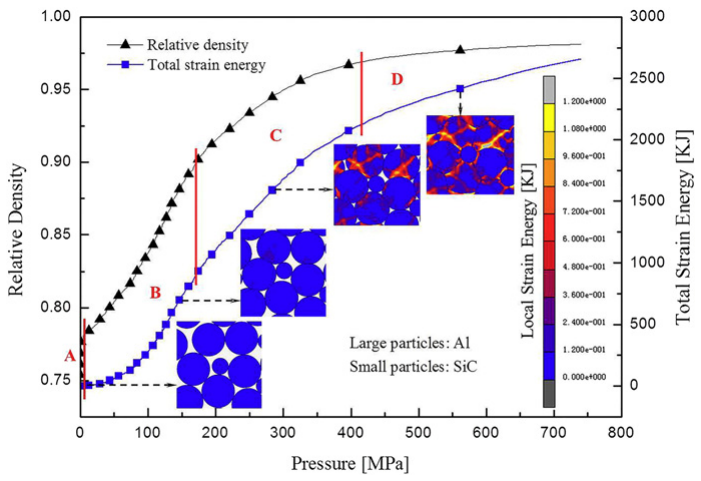 1.00
0.95
0.90
0.85
0.80
0.75
Relative Density
Relative density
Total strain energy
A
B
C
D
Large particles: Al
Small particles: SiC
0
100
200
300
400
500
600
700
800
Pressure [MPa]
Local Strain Energy [KJ]
1.200e+000
1.080e+000
9.600e-001
8.400e-001
7.200e-001
6.000e-001
4.800e-001
3.600e-001
2.400e-001
1.200e-001
0.000e+000
3000
2500
2000
1500
1000
500
0
Total Strain Energy [KJ]